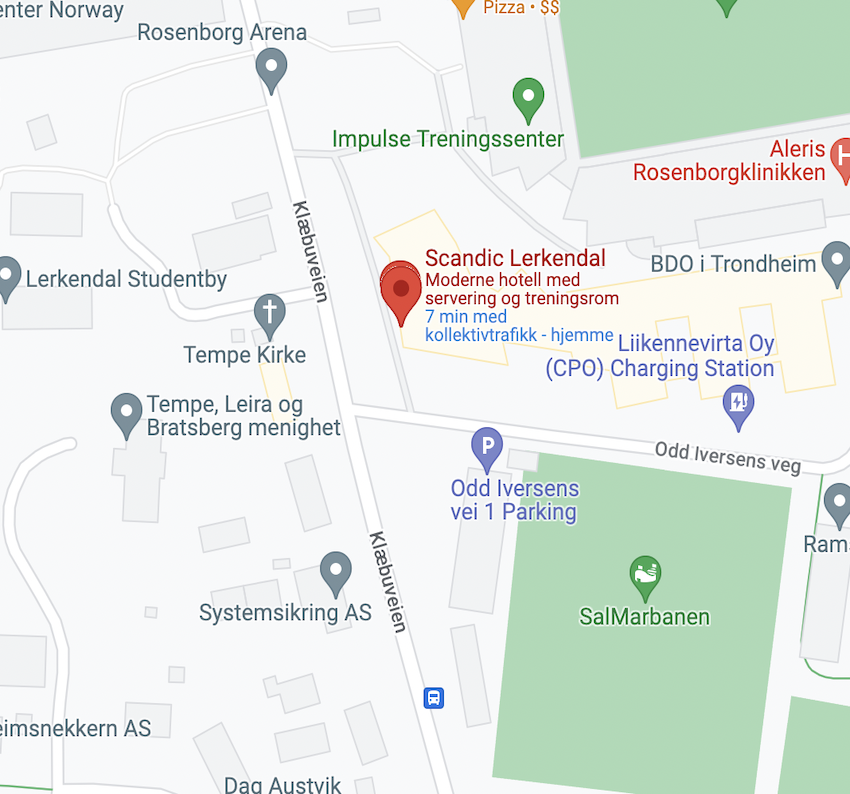 enter Norway
Pizza • $$
Rosenborg Arena
Impulse Treningssenter
Aleris
Rosenborgklinikken
H
Klæbuveien
Scandic Lerkendal
Moderne hotell med
servering og treningsrom
7 min med
kollektivtrafikk - hjemme
BDO i Trondheim
Lerkendal Studentby
Tempe Kirke
Liikennevirta Oy
(CPO) Charging Station
Tempe, Leira og
Bratsberg menighet
P
Odd Iversens veg
Odd Iversens
vei 1 Parking
Klæbuveien
Ram
Systemsikring AS
SalMarbanen
eimsnekkern AS
Dag Austvik